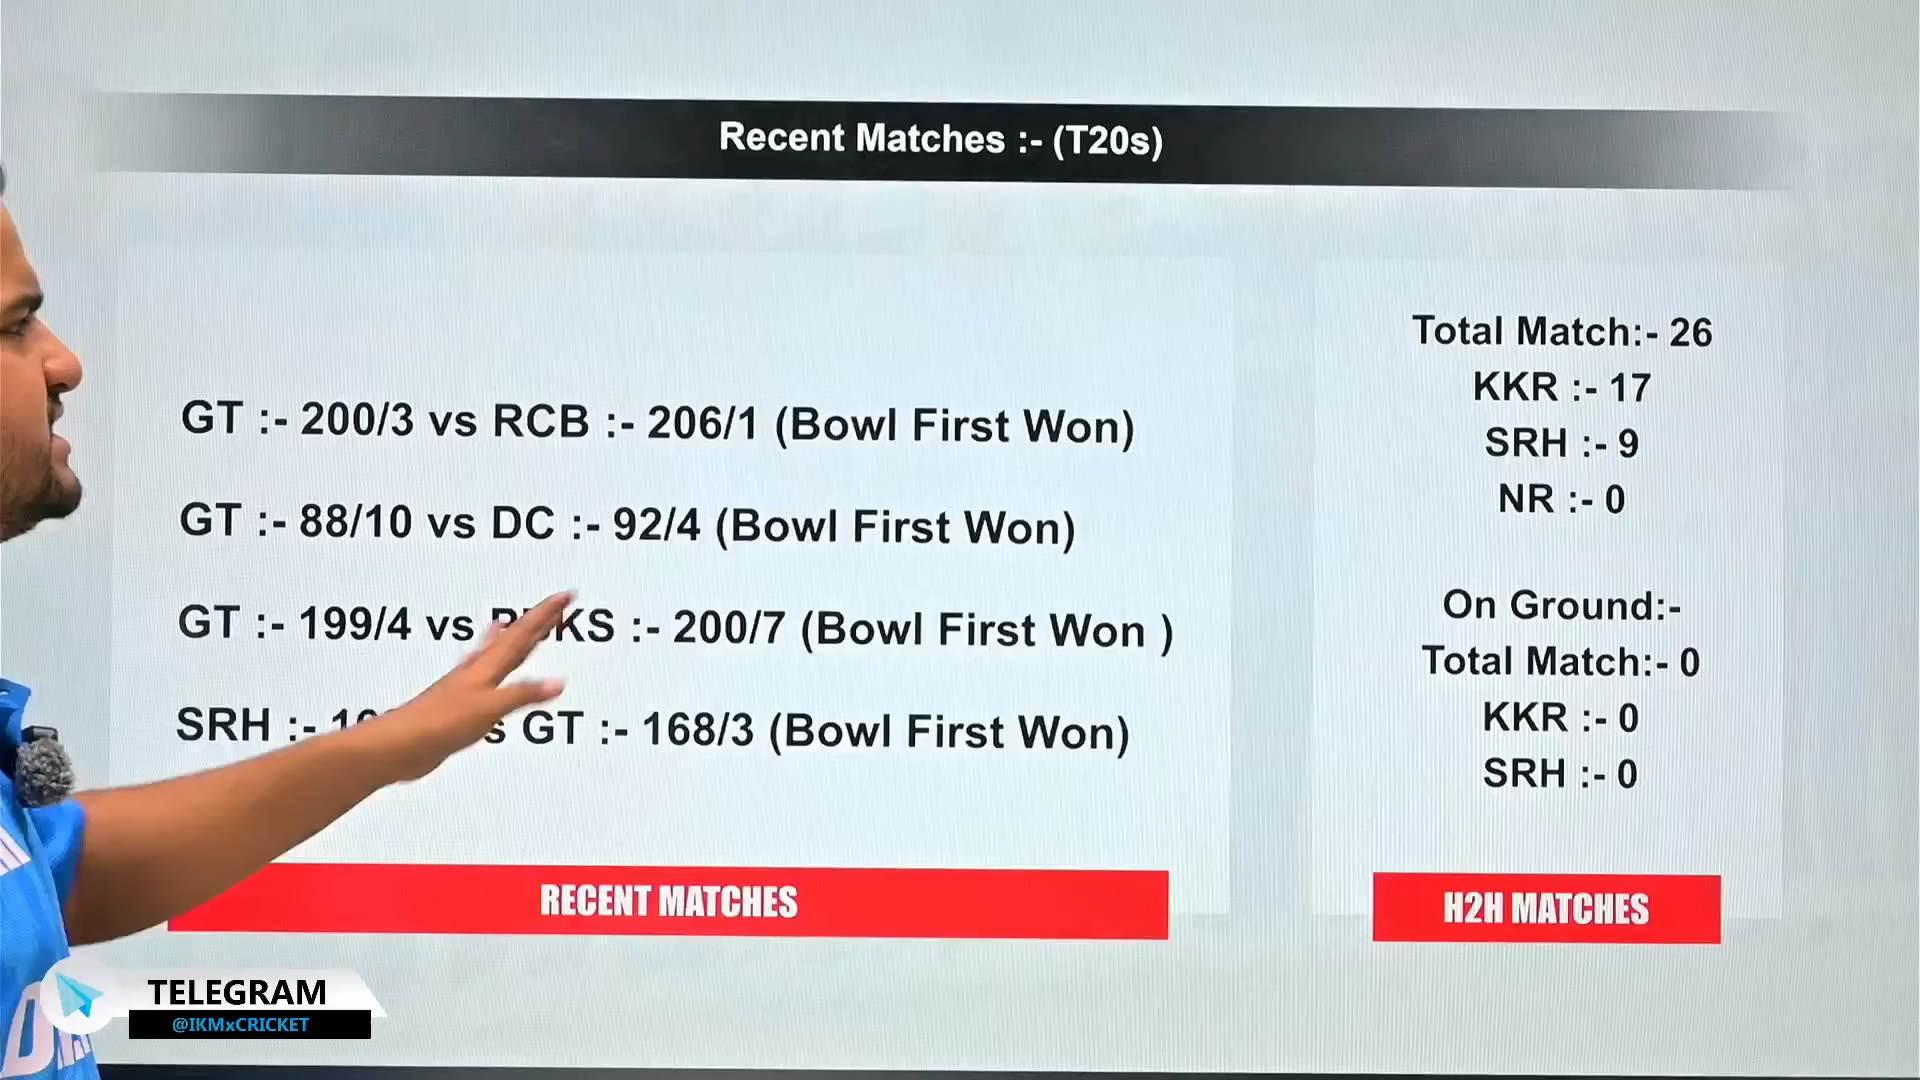 Recent Matches :- (T20s)
GT :- 200/3 vs RCB :- 206/1 (Bowl First Won)
GT :- 88/10 vs DC :- 92/4 (Bowl First Won)
GT :- 199/4 vs :- 200/7 (Bowl First Won )
SRH :- GT :- 168/3 (Bowl First Won)
RECENT MATCHES
Total Match:- 26
KKR :- 17
SRH :- 9
NR :- 0
On Ground:-
Total Match:- 0
KKR :- 0
SRH :- 0
H2H MATCHES
TELEGRAM
@IKMxCRICKET